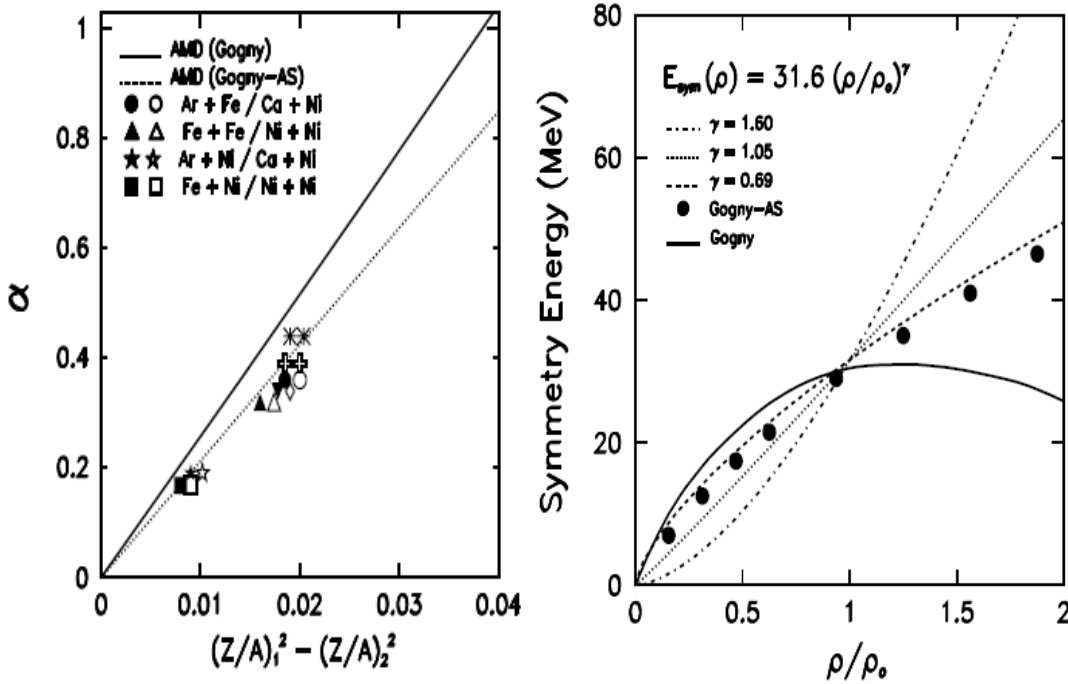 1
0.8
0.6
0.4
0.2
0
α
AMD (Gogny)
AMD (Gogny-AS)
Ar + Fe / Ca + Ni
Fe + Fe / Ni + Ni
Ar + Ni / Ca + Ni
Fe + Ni / Ni + Ni
0 0.01 0.02 0.03 0.04
(Z/A)₁² − (Z/A)₂²
80
60
40
20
0
Symmetry Energy (MeV)
E_sym(ρ) = 31.6 (ρ/ρ₀)^γ
γ = 1.60
γ = 1.05
γ = 0.69
Gogny-AS
Gogny
0 0.5 1 1.5 2
ρ/ρ₀